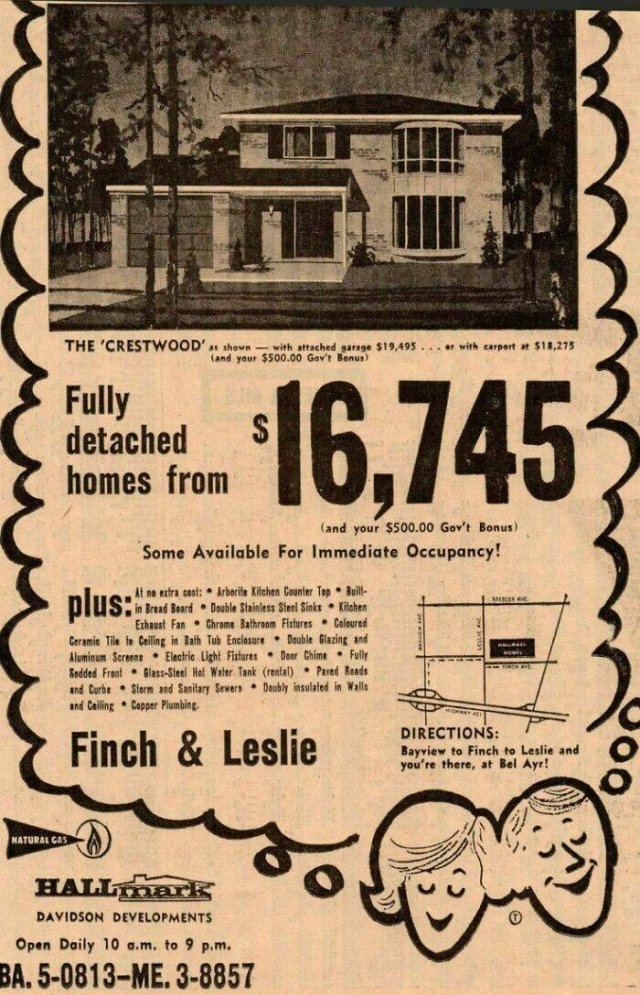 THE 'CRESTWOOD' as shown — with attached garage $19,495 . . . or with carport at $18,275
(and your $500.00 Gov't Bonus)
Fully
detached
homes from
$16,745
(and your $500.00 Gov't Bonus)
Some Available For Immediate Occupancy!
plus: At no extra cost: • Arborite Kitchen Counter Top • Built-
in Bread Board • Double Stainless Steel Sinks • Kitchen
Exhaust Fan • Chrome Bathroom Fixtures • Coloured
Ceramic Tile to Ceiling in Bath Tub Enclosure • Double Glazing and
Aluminum Screens • Electric Light Fixtures • Door Chime • Fully
Sodded Front • Glass-Steel Hot Water Tank (rental) • Paved Roads
and Curbs • Storm and Sanitary Sewers • Doubly insulated in Walls
and Ceiling • Copper Plumbing.
STEELES AVE.
BAYVIEW AVE.
LESLIE AVE.
HALLMARK
HOMES
FINCH AVE.
HIGHWAY 401
Finch & Leslie
DIRECTIONS:
Bayview to Finch to Leslie and
you're there, at Bel Ayr!
NATURAL GAS
HALLmark
DAVIDSON DEVELOPMENTS
Open Daily 10 a.m. to 9 p.m.
BA. 5-0813–ME. 3-8857
T